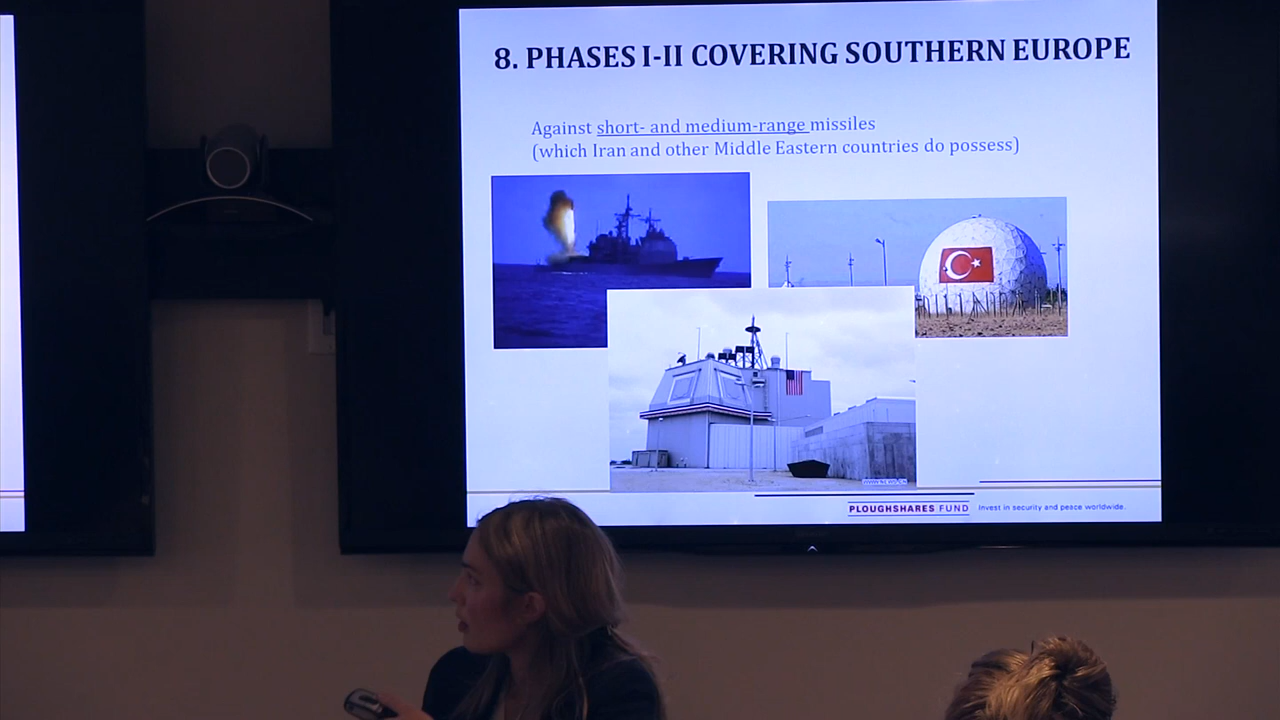 8. PHASES I-II COVERING SOUTHERN EUROPE
Against short- and medium-range missiles
(which Iran and other Middle Eastern countries do possess)
PLOUGHSHARES FUND
Invest in security and peace worldwide.